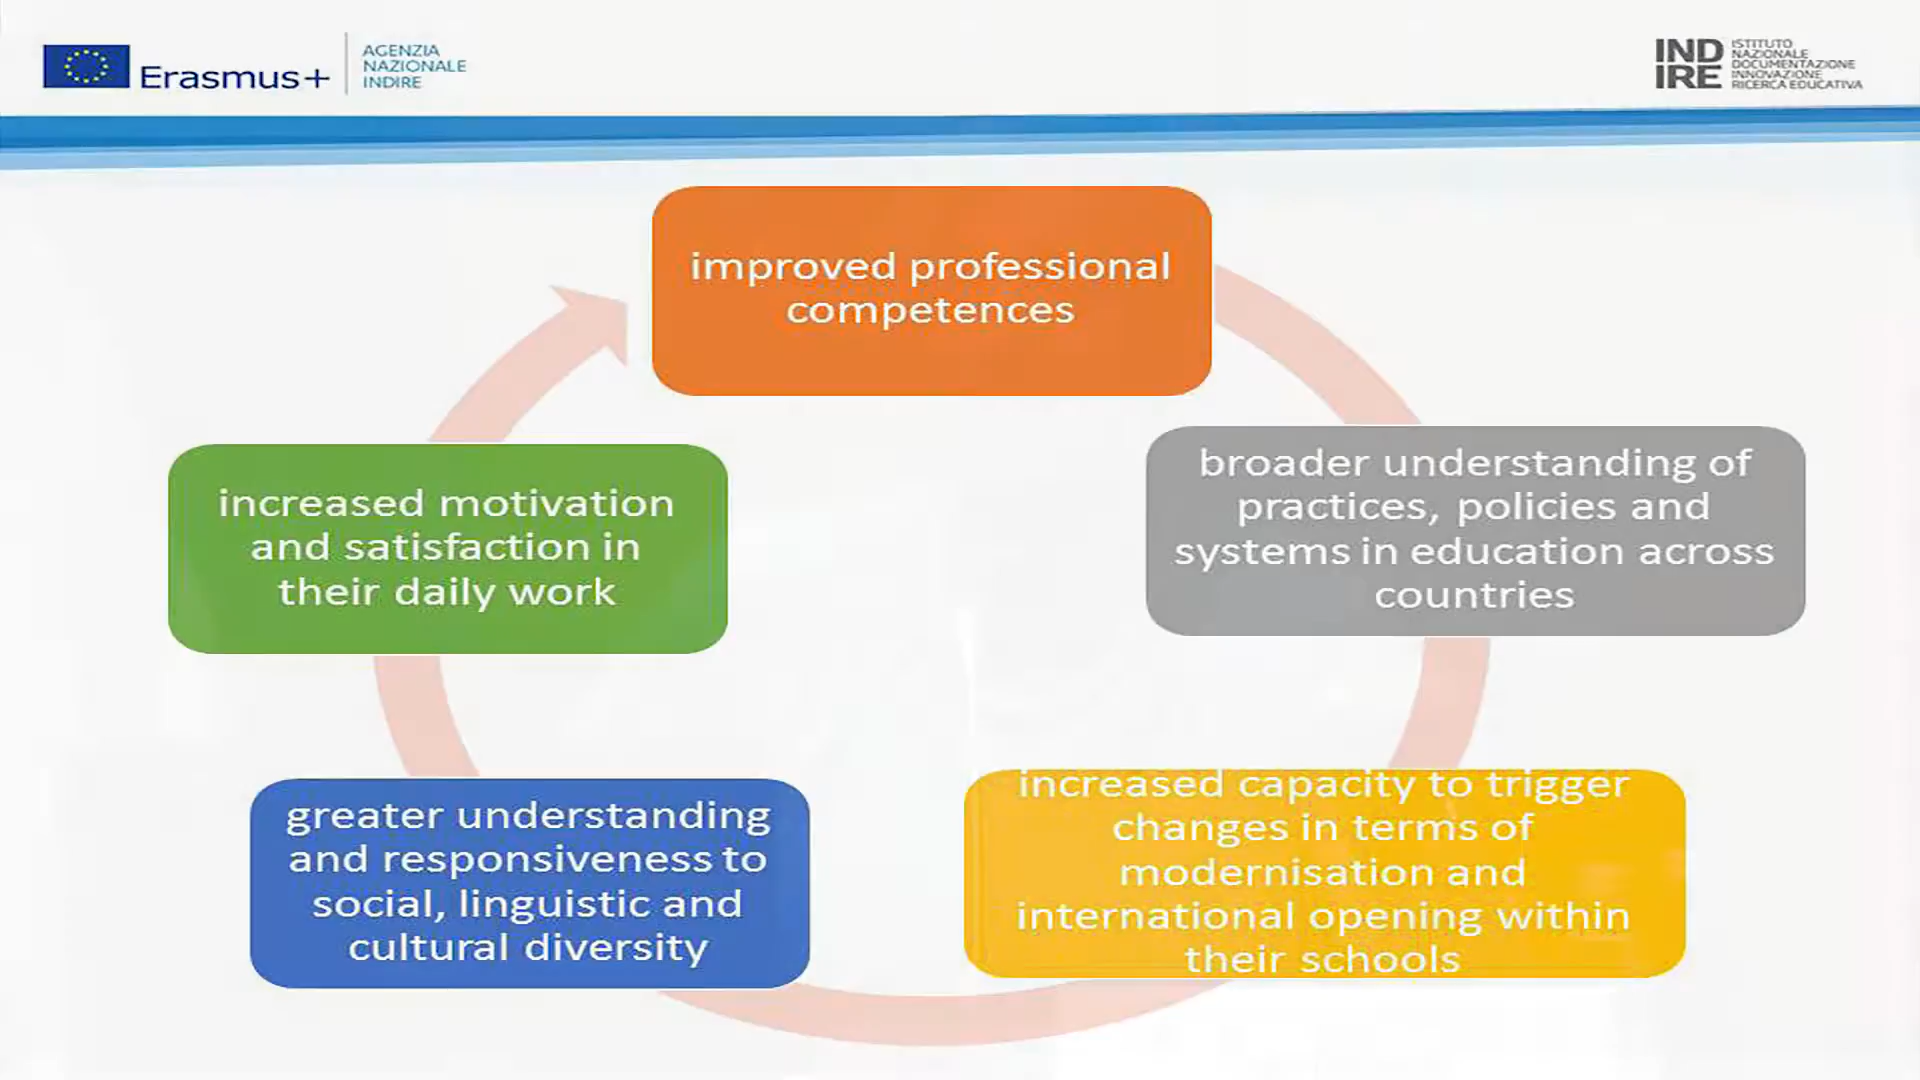 Erasmus+
AGENZIA
NAZIONALE
INDIRE
IND
IRE
ISTITUTO
NAZIONALE
DOCUMENTAZIONE
INNOVAZIONE
RICERCA EDUCATIVA
improved professional
competences
broader understanding of
practices, policies and
systems in education across
countries
increased capacity to trigger
changes in terms of
modernisation and
international opening within
their schools
greater understanding
and responsiveness to
social, linguistic and
cultural diversity
increased motivation
and satisfaction in
their daily work